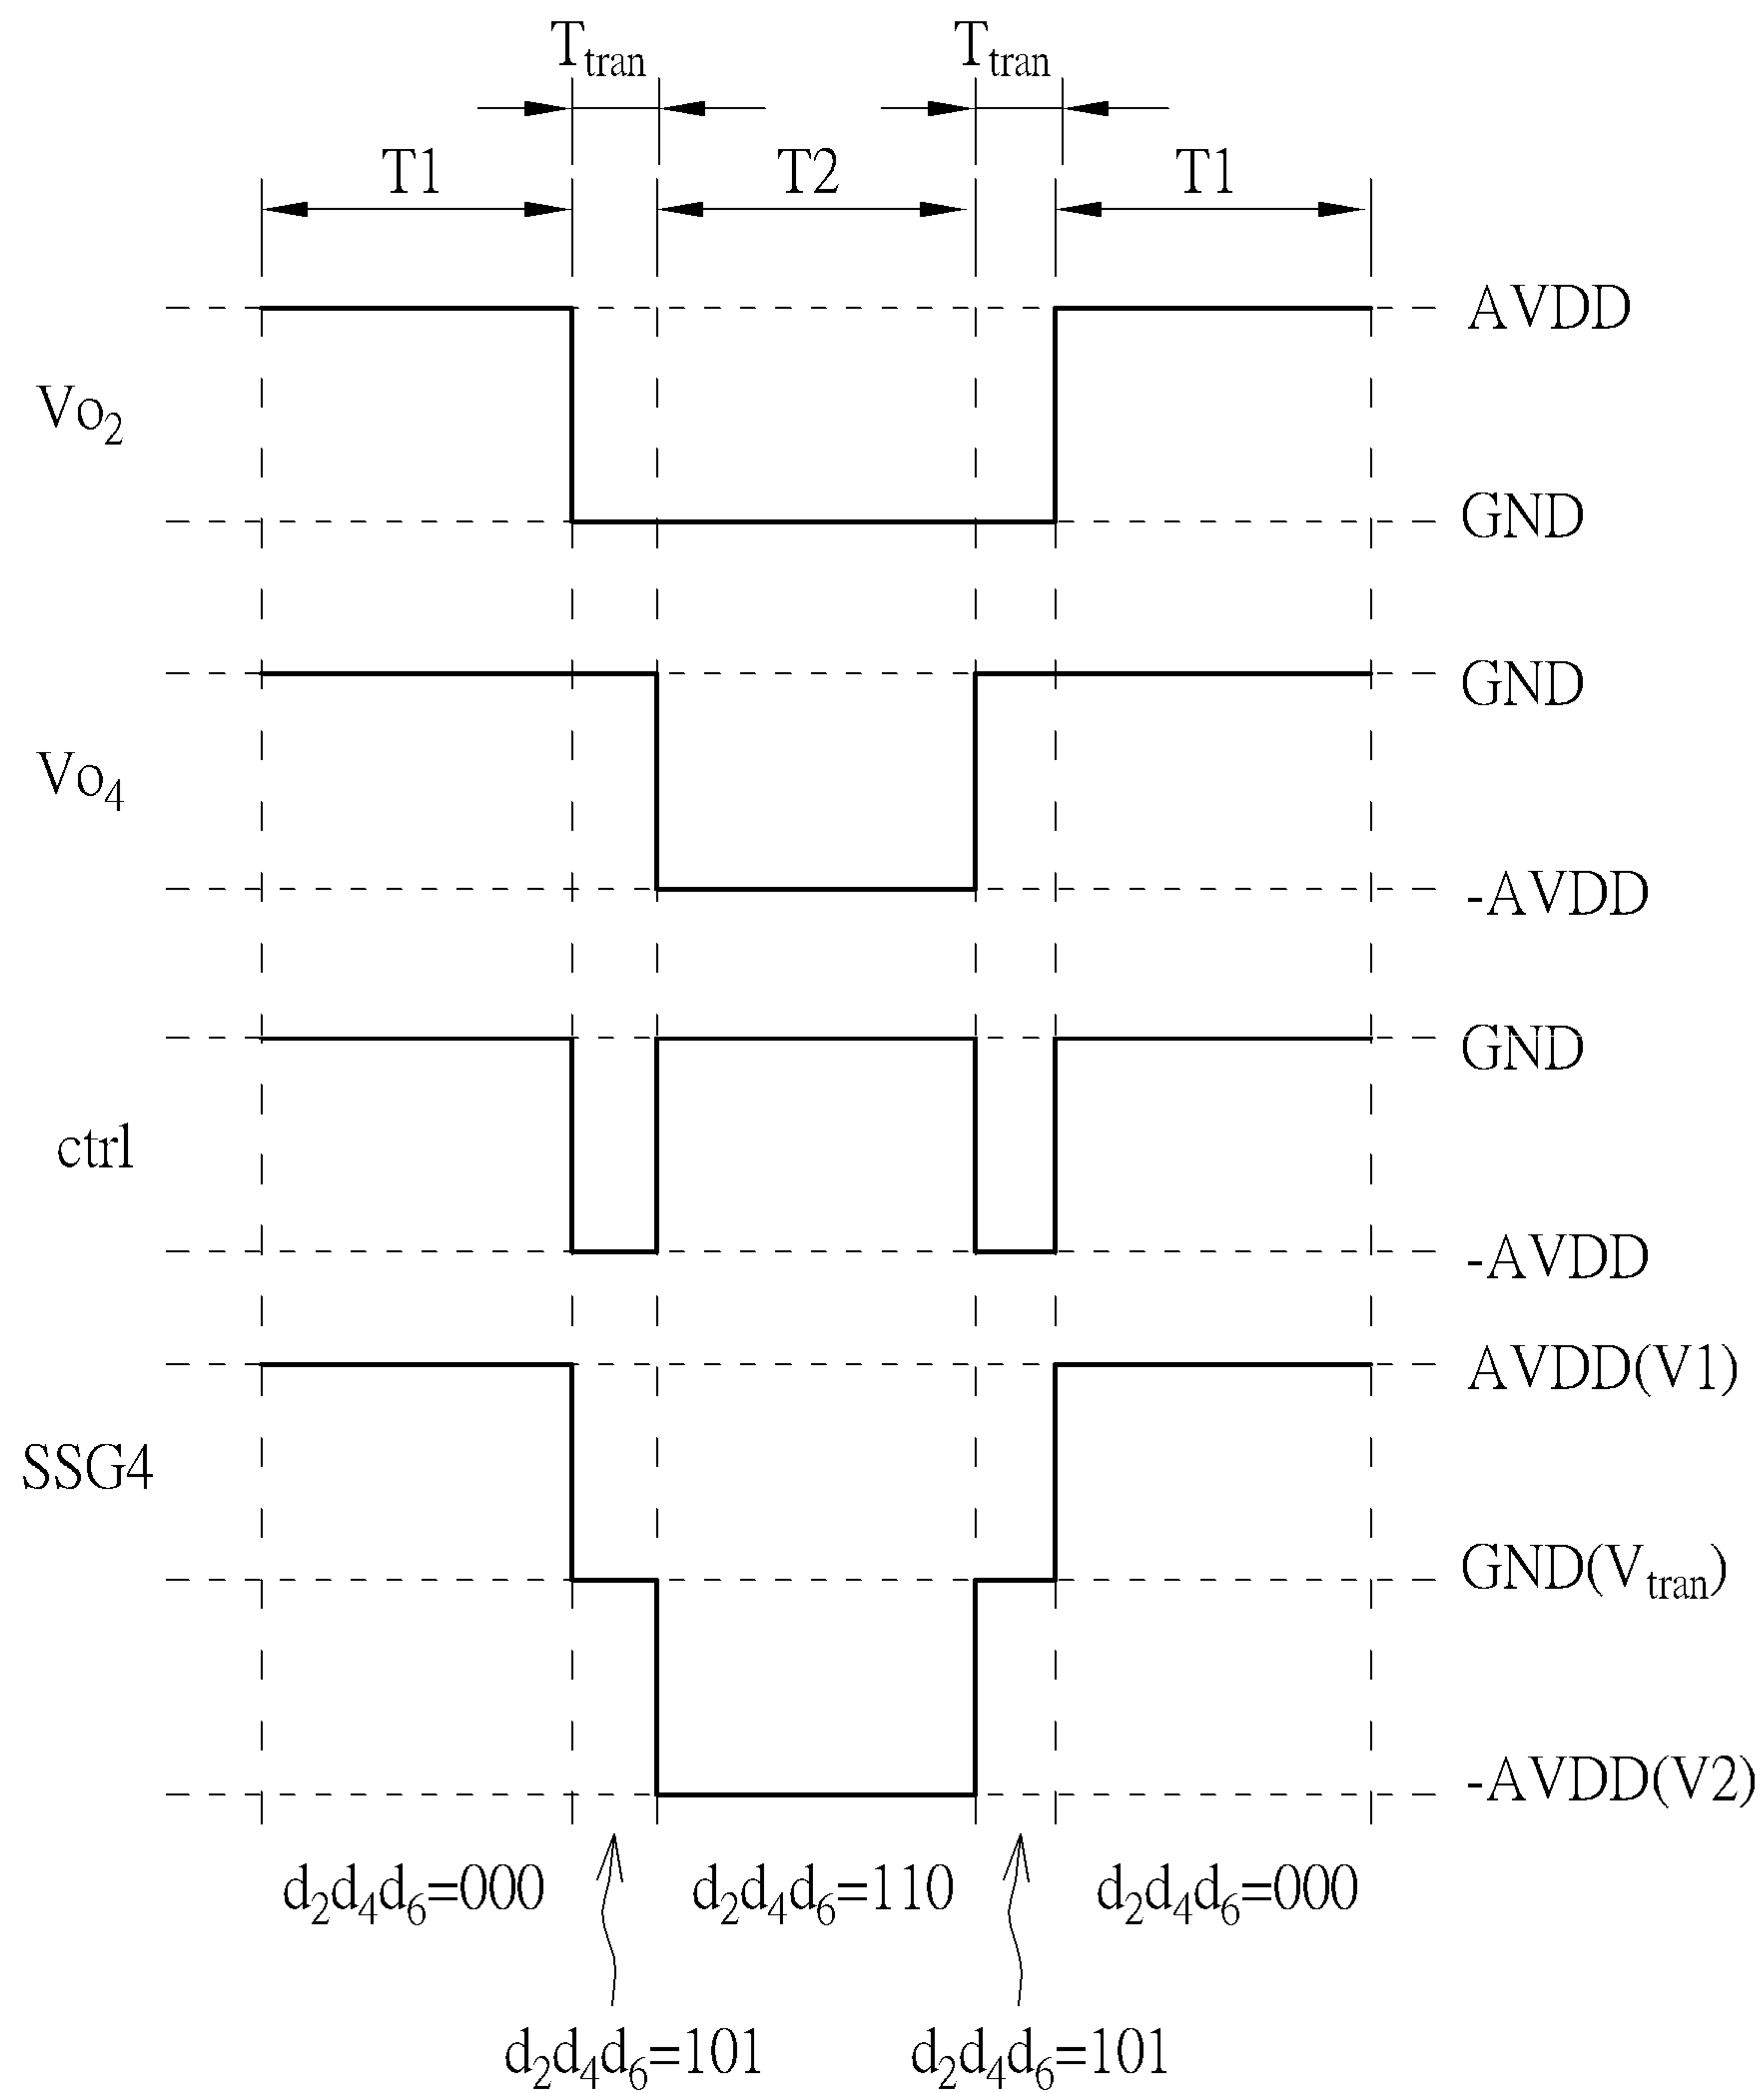 Ttran Ttran
T1 T2 T1
AVDD
Vo2
GND
GND
Vo4
-AVDD
GND
ctrl
-AVDD
AVDD(V1)
SSG4
GND(Vtran)
-AVDD(V2)
d2d4d6=000 d2d4d6=110 d2d4d6=000
d2d4d6=101 d2d4d6=101